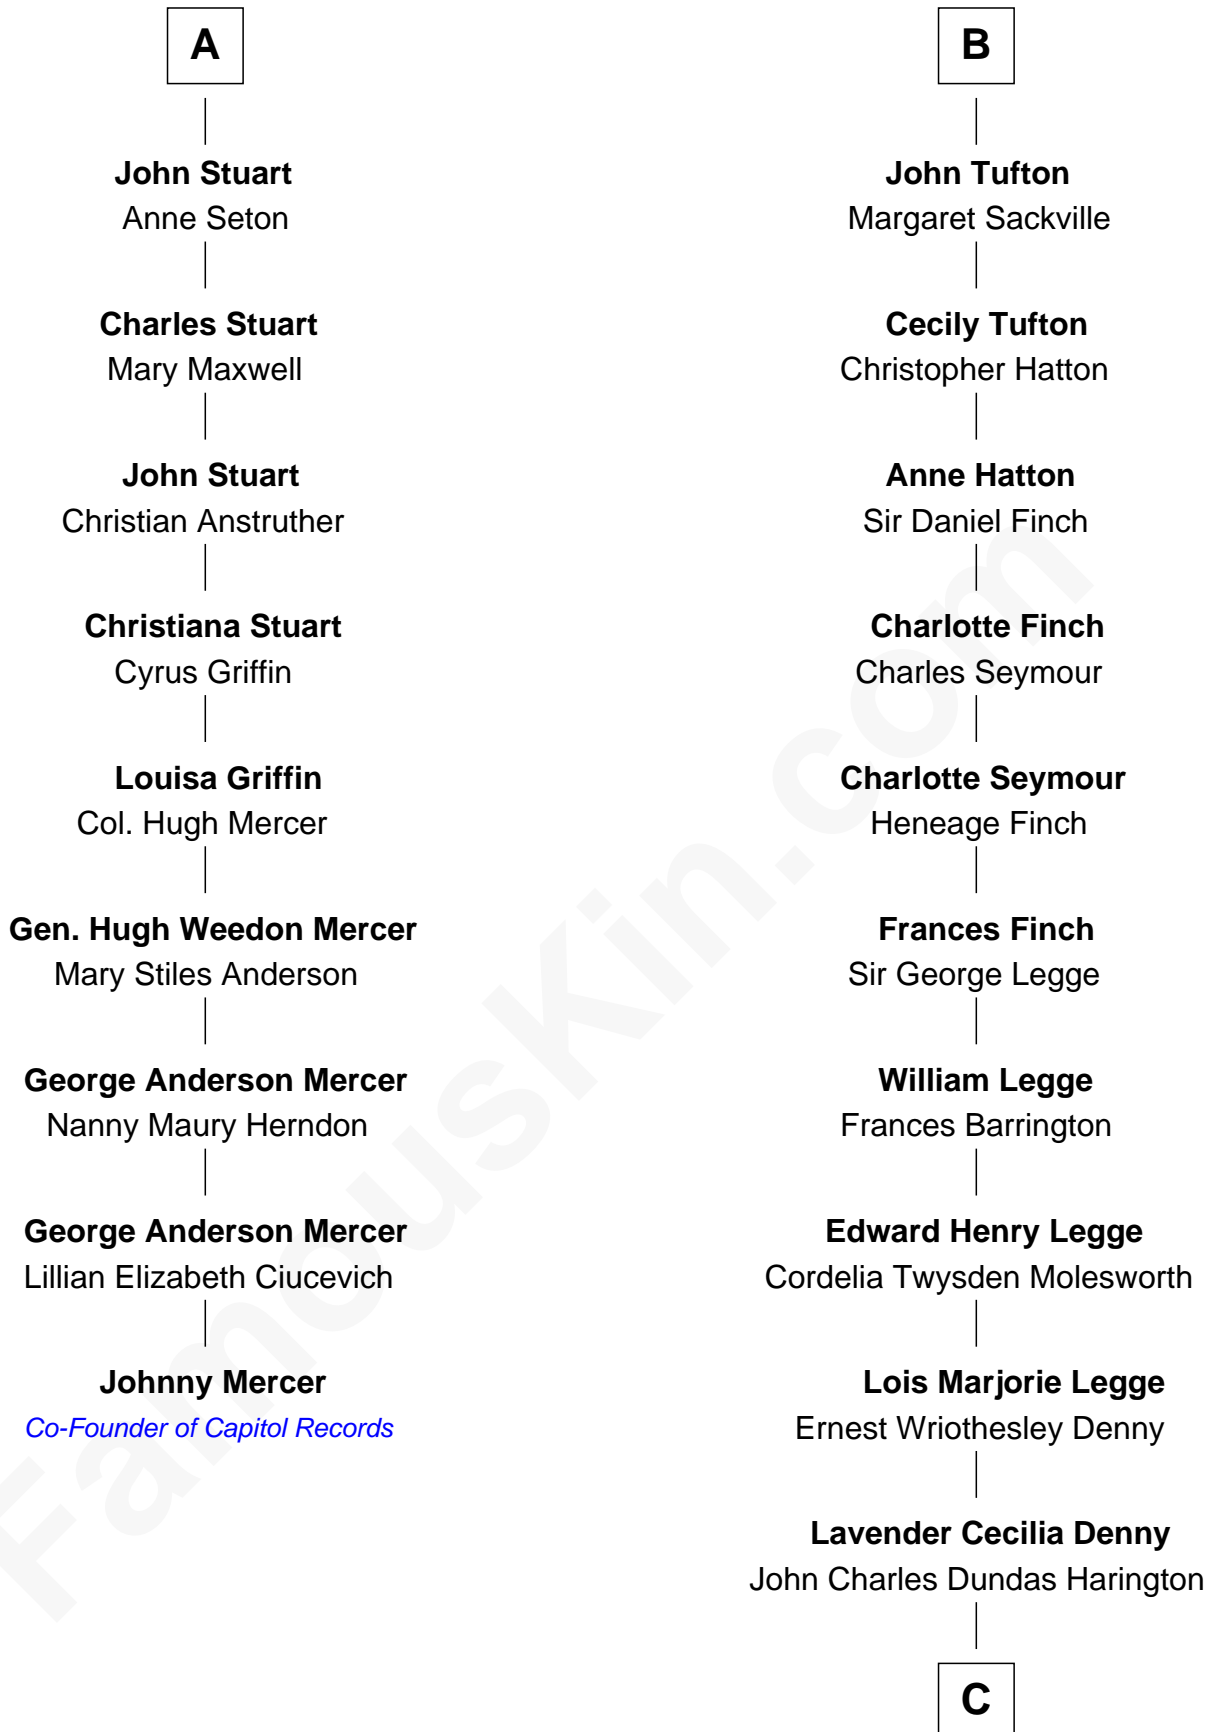 A
John Stuart
Anne Seton
Charles Stuart
Mary Maxwell
John Stuart
Christian Anstruther
Christiana Stuart
Cyrus Griffin
Louisa Griffin
Col. Hugh Mercer
Gen. Hugh Weedon Mercer
Mary Stiles Anderson
George Anderson Mercer
Nanny Maury Herndon
George Anderson Mercer
Lillian Elizabeth Ciucevich
Johnny Mercer
Co-Founder of Capitol Records
B
John Tufton
Margaret Sackville
Cecily Tufton
Christopher Hatton
Anne Hatton
Sir Daniel Finch
Charlotte Finch
Charles Seymour
Charlotte Seymour
Heneage Finch
Frances Finch
Sir George Legge
William Legge
Frances Barrington
Edward Henry Legge
Cordelia Twysden Molesworth
Lois Marjorie Legge
Ernest Wriothesley Denny
Lavender Cecilia Denny
John Charles Dundas Harington
C
FamousKin.com